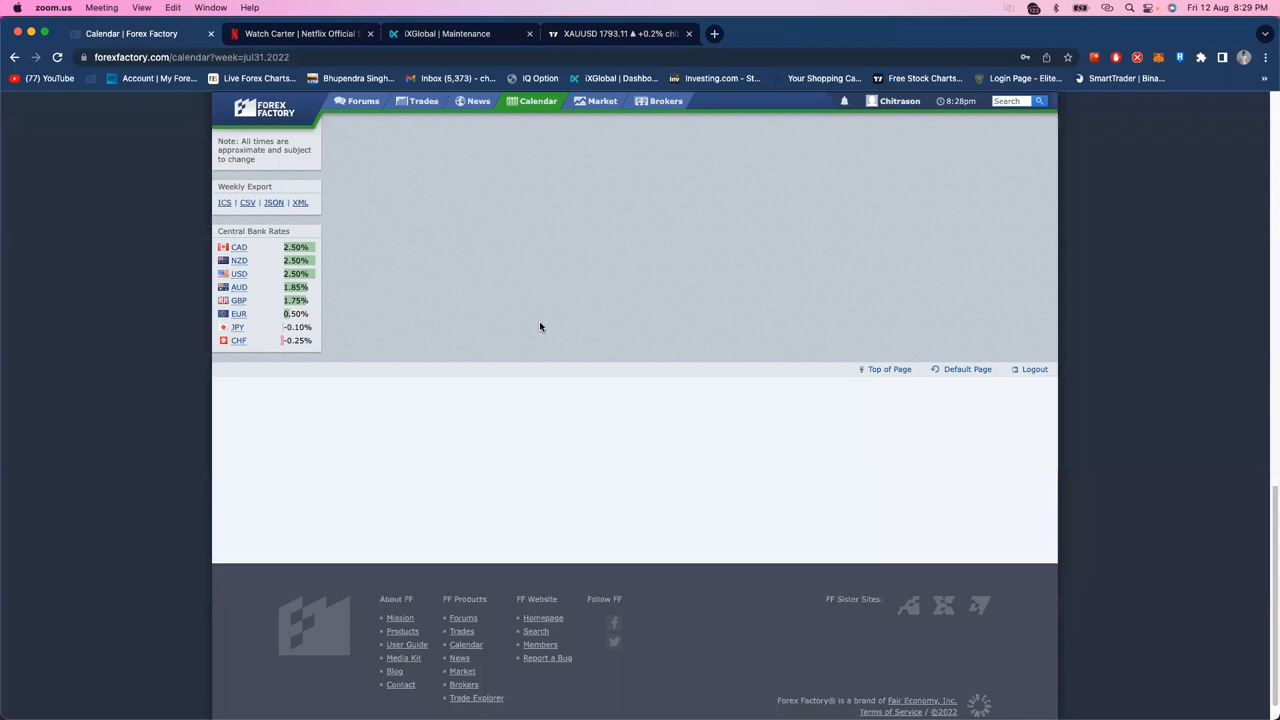 zoom.us Meeting View Edit Window Help Fri 12 Aug 8:29 PM
Calendar | Forex Factory Watch Carter | Netflix Official S iXGlobal | Maintenance XAUUSD 1793.11 ▲ +0.2% ch
forexfactory.com/calendar?week=jul31.2022
(77) YouTube Account | My Fore... Live Forex Charts... Bhupendra Singh... Inbox (5,373) - ch... IQ Option iXGlobal | Dashbo... Investing.com - St... Your Shopping Ca... Free Stock Charts... Login Page - Elite... SmartTrader | Bina...
FOREX FACTORY Forums Trades News Calendar Market Brokers Chitrason 8:28pm Search
Note: All times are
approximate and subject
to change
Weekly Export
ICS | CSV | JSON | XML
Central Bank Rates
CAD 2.50%
NZD 2.50%
USD 2.50%
AUD 1.85%
GBP 1.75%
EUR 0.50%
JPY -0.10%
CHF -0.25%
Top of Page Default Page Logout
About FF FF Products FF Website Follow FF FF Sister Sites:
Mission Forums Homepage
Products Trades Search
User Guide Calendar Members
Media Kit News Report a Bug
Blog Market
Contact Brokers
Trade Explorer
Forex Factory® is a brand of Fair Economy, Inc.
Terms of Service / ©2022